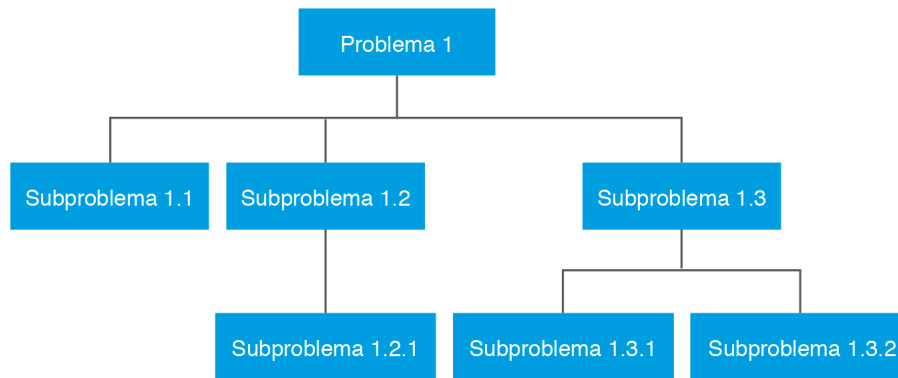 Problema 1
Subproblema 1.1
Subproblema 1.2
Subproblema 1.3
Subproblema 1.2.1
Subproblema 1.3.1
Subproblema 1.3.2